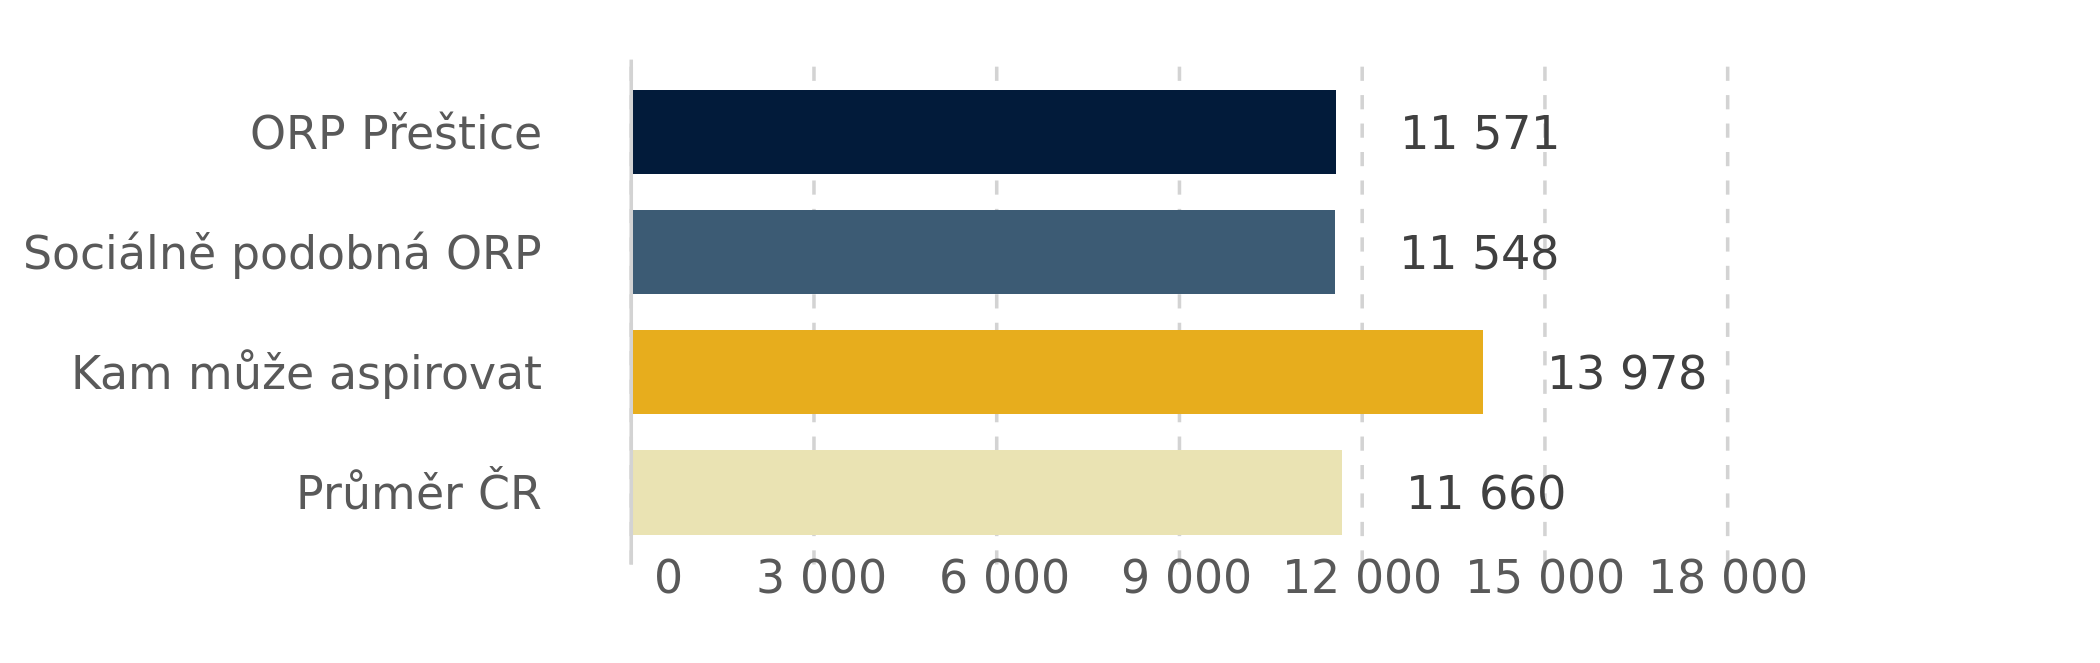 ORP Přeštice 11 571
Sociálně podobná ORP 11 548
Kam může aspirovat 13 978
Průměr ČR 11 660
0 3 000 6 000 9 000 12 000 15 000 18 000